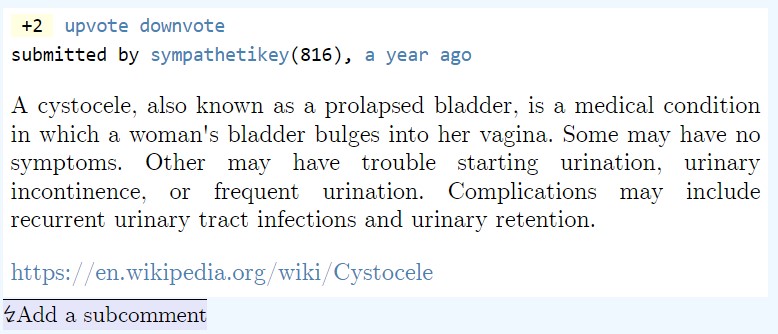 +2 upvote downvote
submitted by sympathetikey(816), a year ago
A cystocele, also known as a prolapsed bladder, is a medical condition
in which a woman's bladder bulges into her vagina. Some may have no
symptoms. Other may have trouble starting urination, urinary
incontinence, or frequent urination. Complications may include
recurrent urinary tract infections and urinary retention.
https://en.wikipedia.org/wiki/Cystocele
↯Add a subcomment